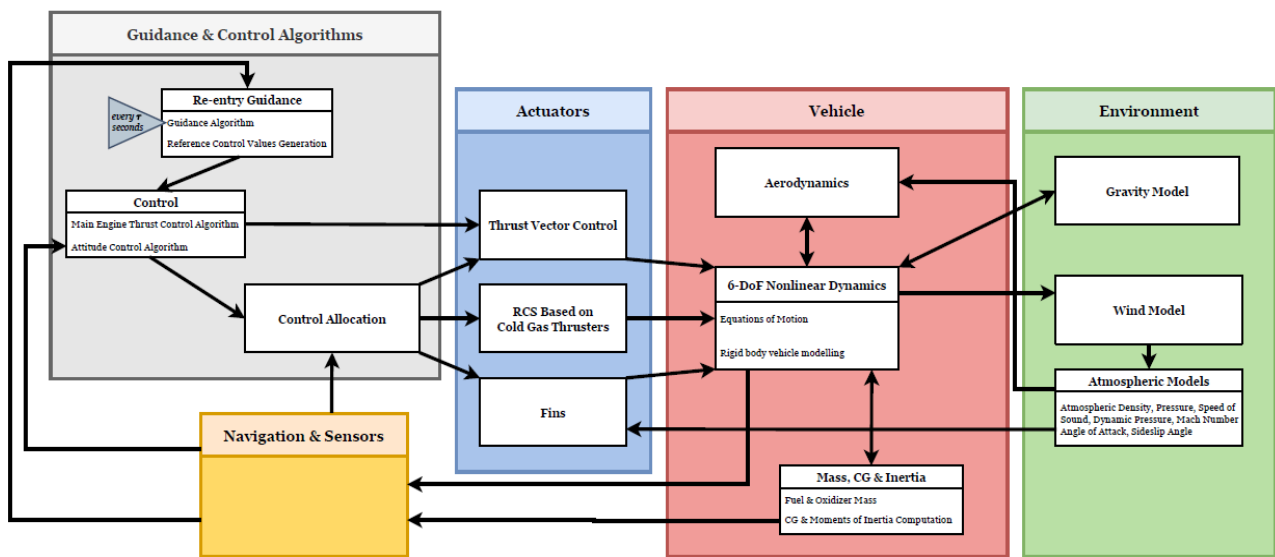 Guidance & Control Algorithms
Re-entry Guidance
every τ
seconds
Guidance Algorithm
Reference Control Values Generation
Control
Main Engine Thrust Control Algorithm
Attitude Control Algorithm
Control Allocation
Navigation & Sensors
Actuators
Thrust Vector Control
RCS Based on
Cold Gas Thrusters
Fins
Vehicle
Aerodynamics
6-DoF Nonlinear Dynamics
Equations of Motion
Rigid body vehicle modelling
Mass, CG & Inertia
Fuel & Oxidizer Mass
CG & Moments of Inertia Computation
Environment
Gravity Model
Wind Model
Atmospheric Models
Atmospheric Density, Pressure, Speed of
Sound, Dynamic Pressure, Mach Number
Angle of Attack, Sideslip Angle